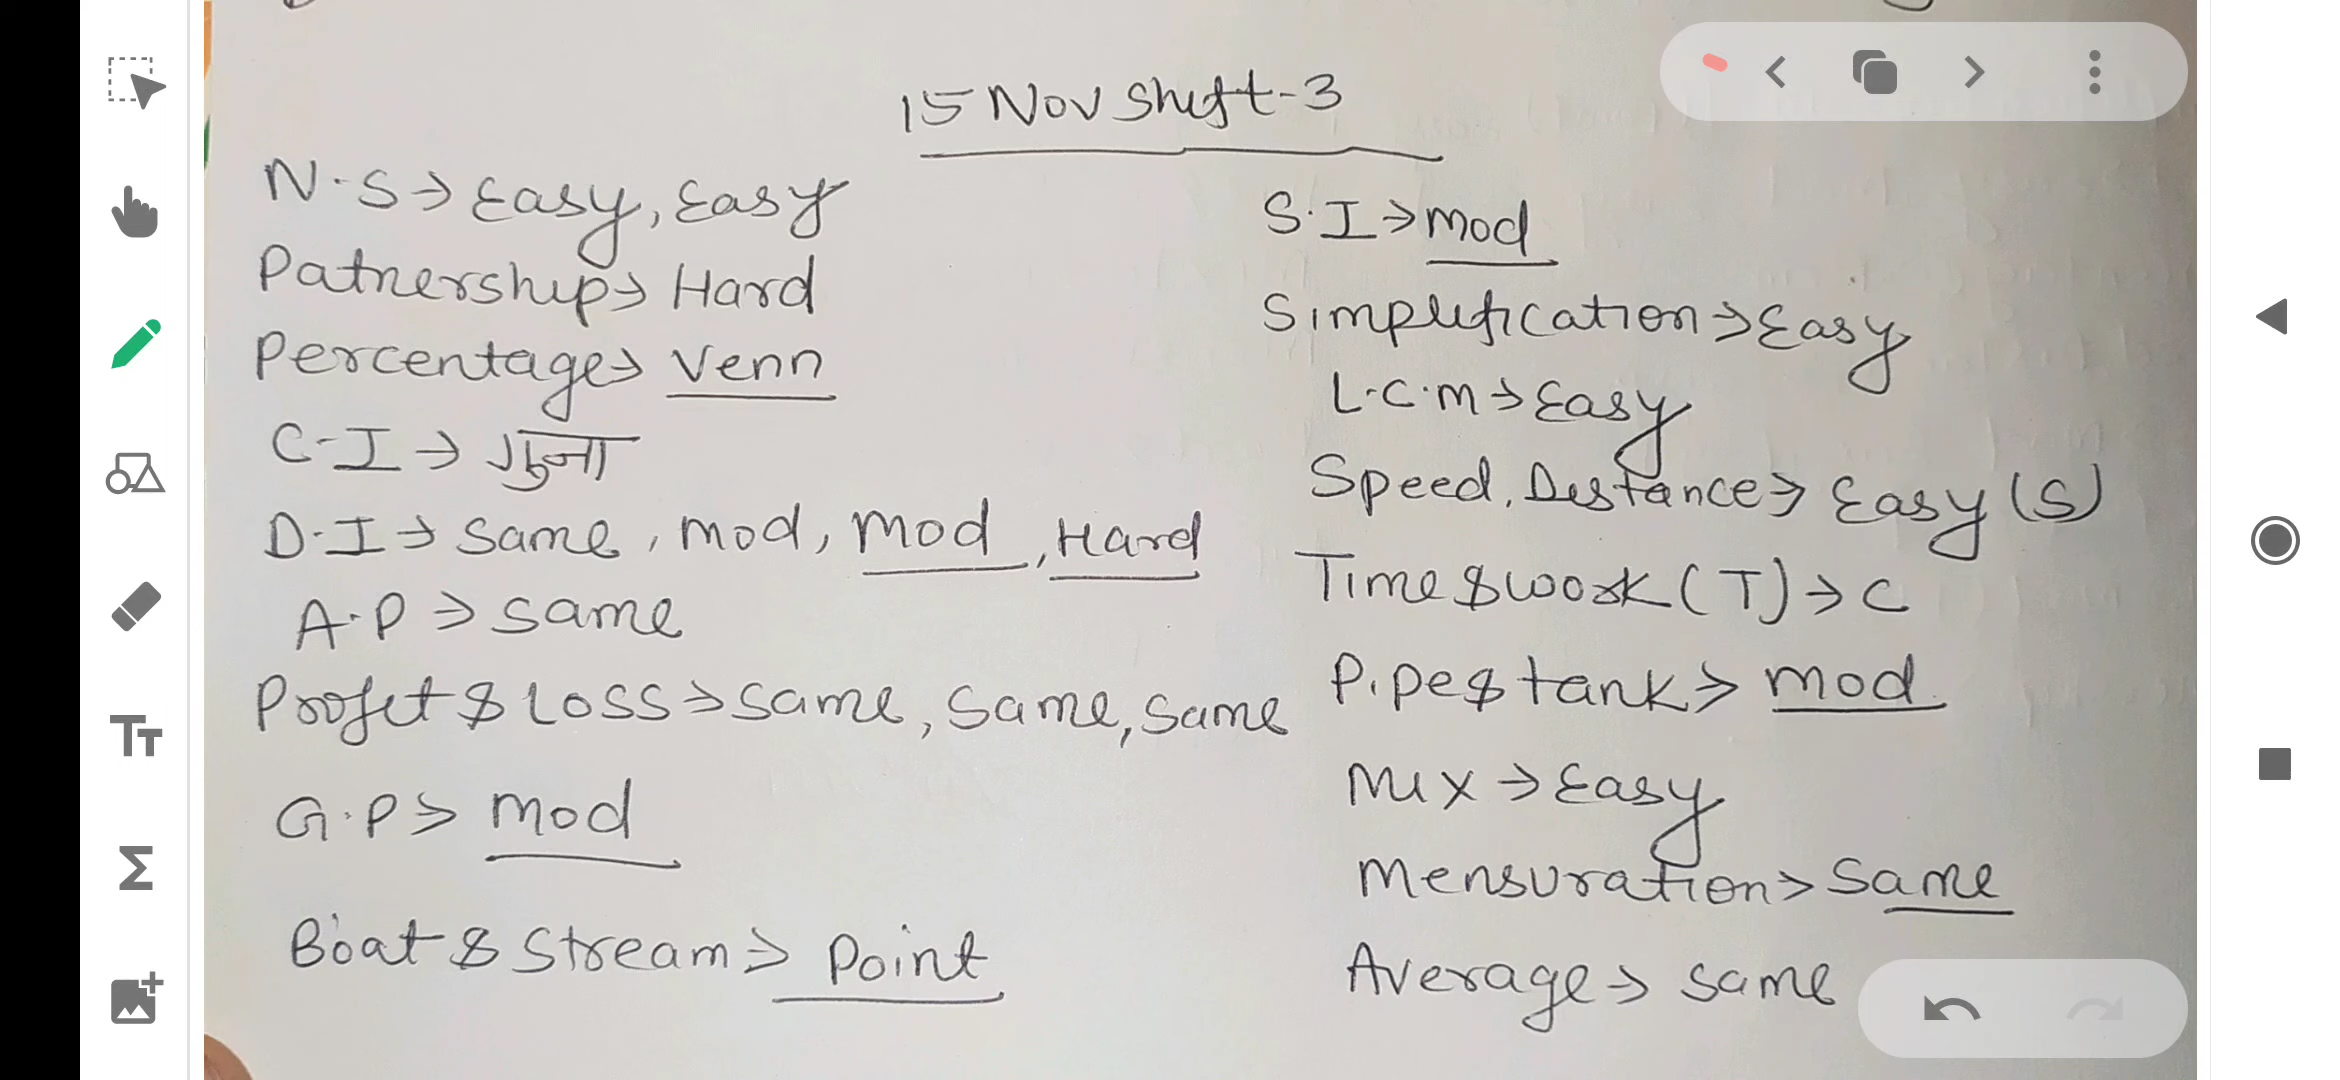 15 Nov Shift-3
N.S → Easy, Easy
Patnership → Hard
Percentage → Venn
C-I → गुना
D.I → Same, mod, mod, Hard
A.P → Same
Profit & Loss → Same, Same, Same
G.P → mod
Boat & Stream → Point
S.I → mod
Simplification → Easy
L.C.M → Easy
Speed, Distance → Easy (S)
Time & work (T) → C
Pipe & tank → mod
Mix → Easy
Mensuration → Same
Average → Same
Tт
Σ